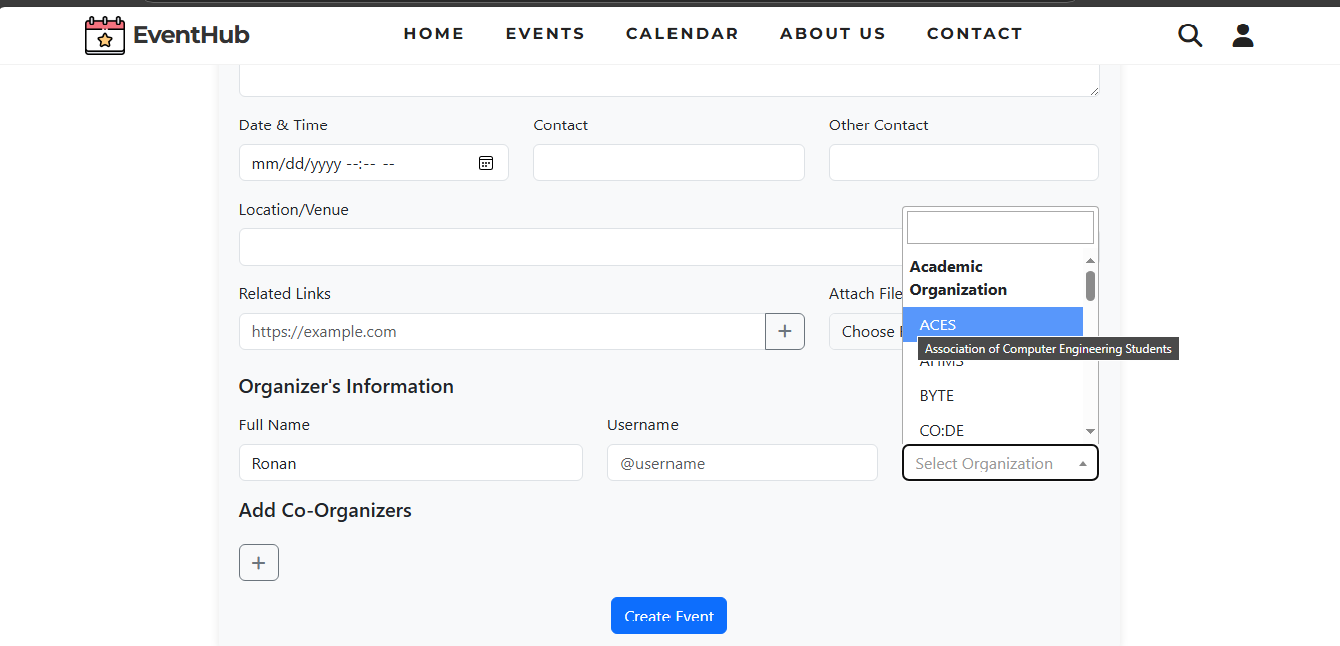 EventHub
HOME EVENTS CALENDAR ABOUT US CONTACT
Date & Time Contact Other Contact
mm/dd/yyyy --:-- --
Location/Venue
Related Links Attach File
https://example.com + Choose
Academic
Organization
ACES
Association of Computer Engineering Students
BYTE
CO:DE
Organizer's Information
Full Name Username
Ronan @username Select Organization
Add Co-Organizers
+
Create Event